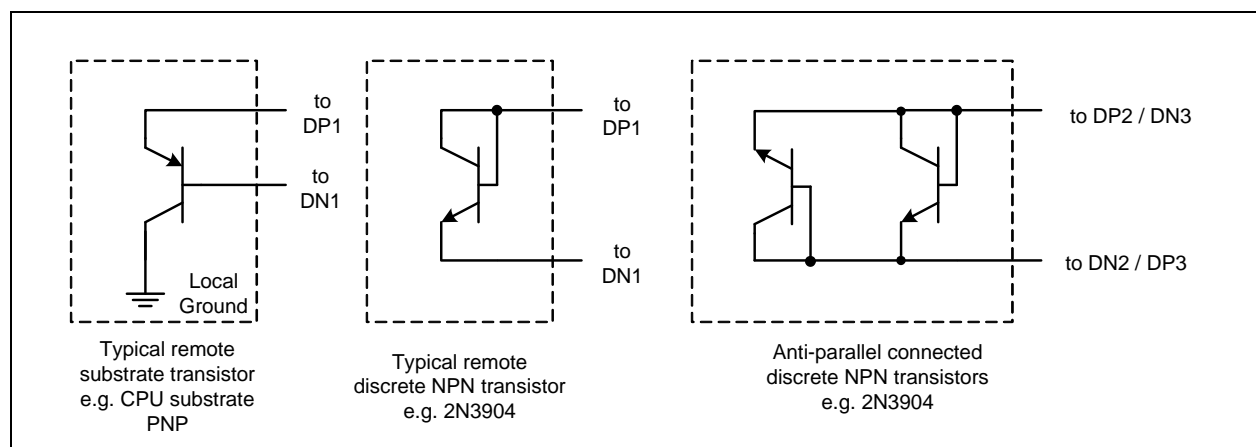 to
DP1
to
DN1
Local
Ground
Typical remote
substrate transistor
e.g. CPU substrate
PNP
to
DP1
to
DN1
Typical remote
discrete NPN transistor
e.g. 2N3904
to DP2 / DN3
to DN2 / DP3
Anti-parallel connected
discrete NPN transistors
e.g. 2N3904